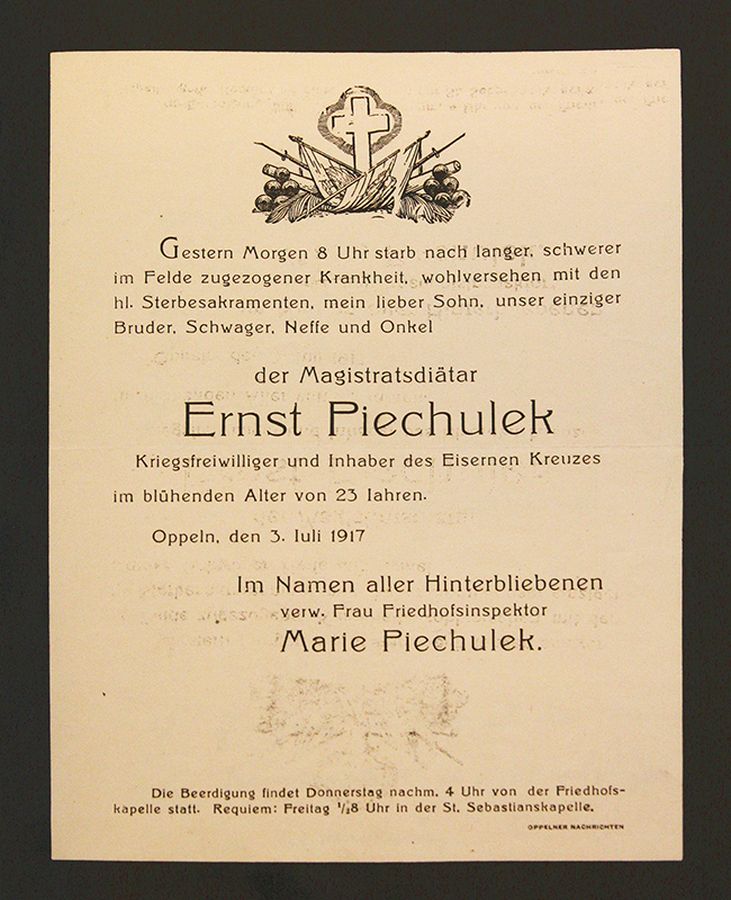 Gestern Morgen 8 Uhr starb nach langer, schwerer
im Felde zugezogener Krankheit, wohlversehen mit den
hl. Sterbesakramenten, mein lieber Sohn, unser einziger
Bruder, Schwager, Neffe und Onkel
der Magistratsdiätar
Ernst Piechulek
Kriegsfreiwilliger und Inhaber des Eisernen Kreuzes
im blühenden Alter von 23 Iahren.
Oppeln, den 3. Iuli 1917
Im Namen aller Hinterbliebenen
verw. Frau Friedhofsinspektor
Marie Piechulek.
Die Beerdigung findet Donnerstag nachm. 4 Uhr von der Friedhofs-
kapelle statt. Requiem: Freitag ½8 Uhr in der St. Sebastianskapelle.
OPPELNER NACHRICHTEN